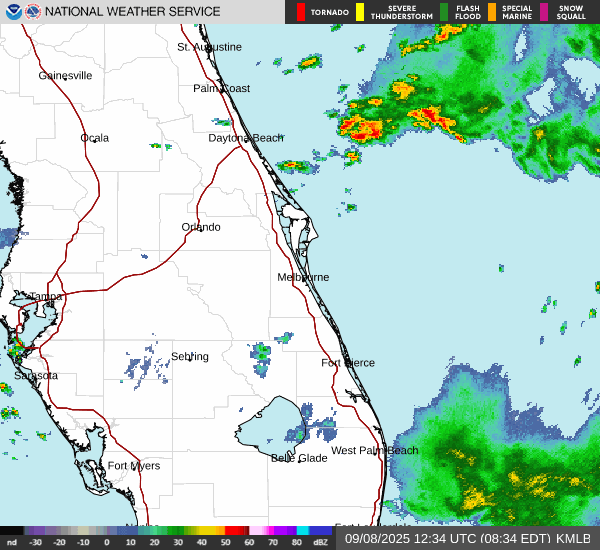 NATIONAL WEATHER SERVICE
TORNADO
SEVERE
THUNDERSTORM
FLASH
FLOOD
SPECIAL
MARINE
SNOW
SQUALL
St. Augustine
Gainesville
Palm Coast
Ocala
Daytona Beach
Orlando
Melbourne
Tampa
Sebring
Fort Pierce
Sarasota
West Palm Beach
Belle Glade
Fort Myers
nd -30 -20 -10 0 10 20 30 40 50 60 70 80 dBZ
09/08/2025 12:34 UTC (08:34 EDT) KMLB